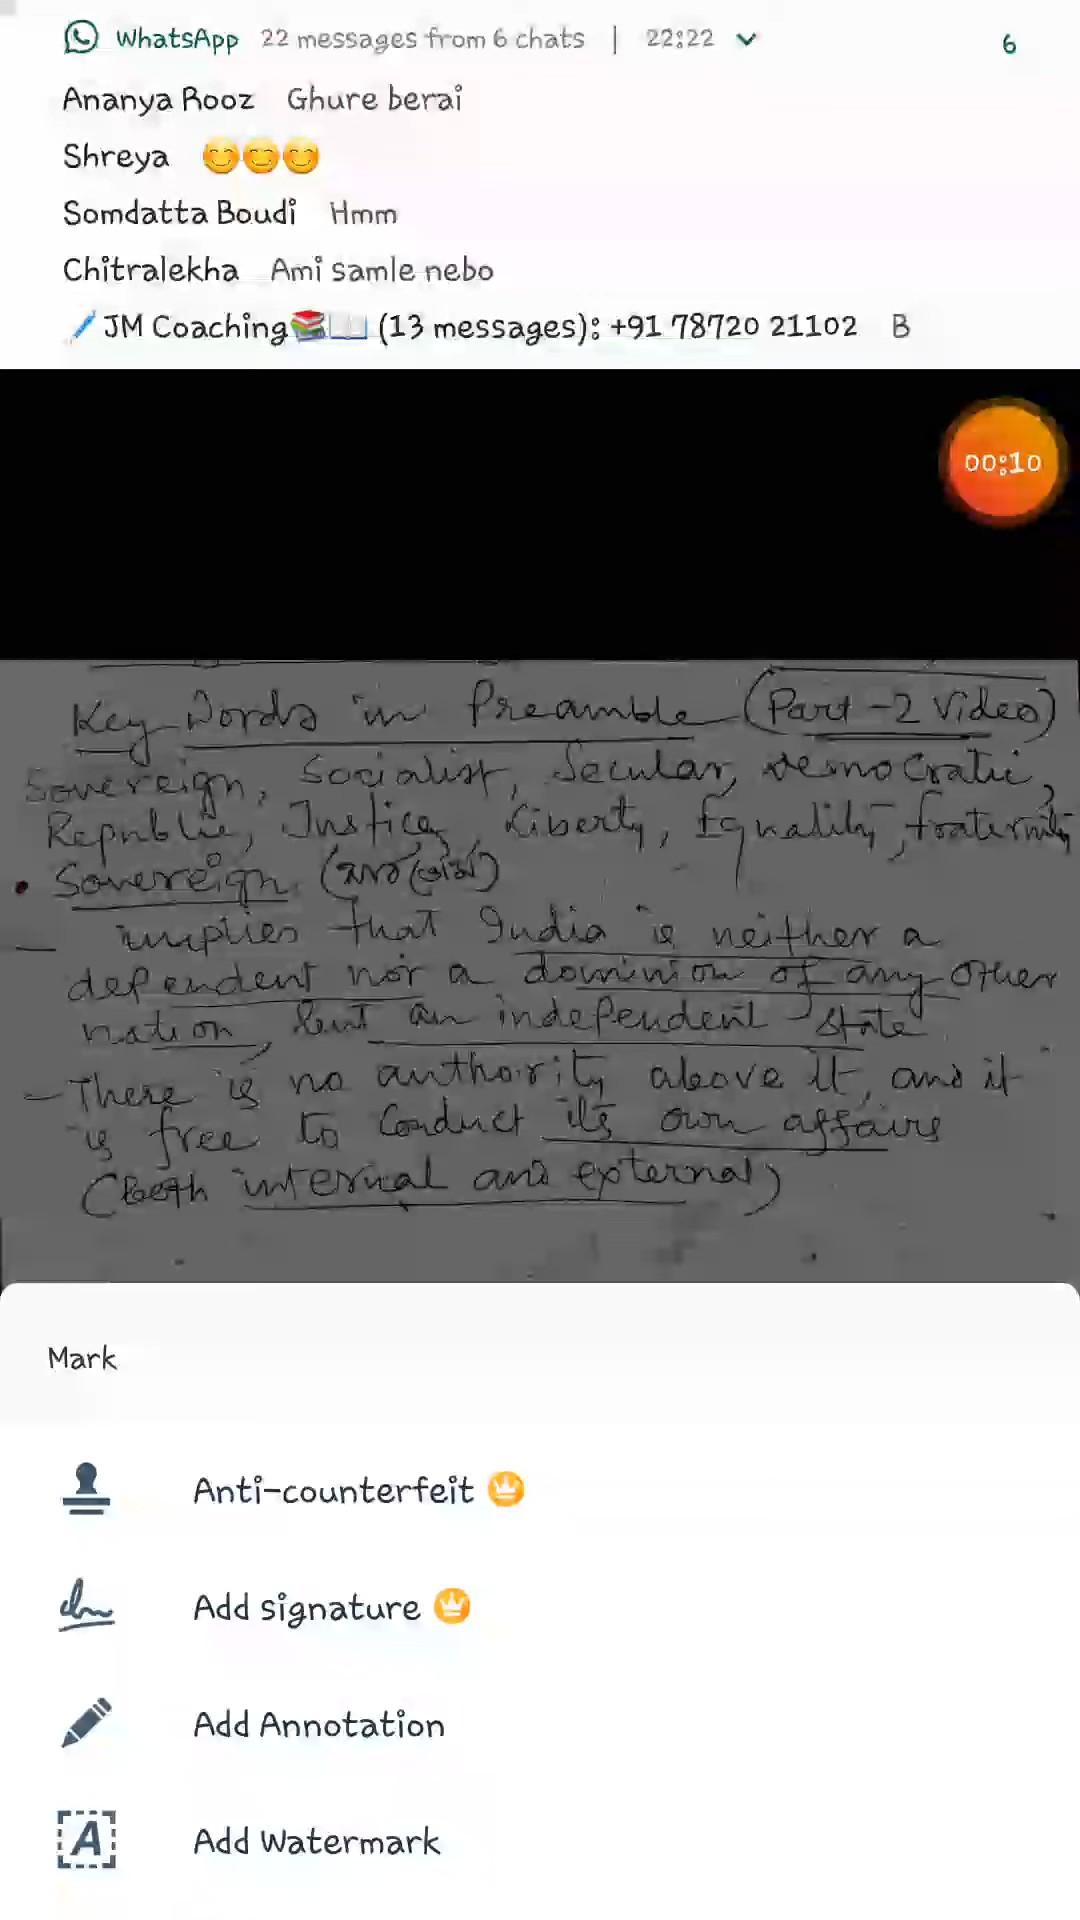 WhatsApp 22 messages from 6 chats | 22:22 6
Ananya Rooz Ghure berai
Shreya 😊😊😊
Somdatta Boudi Hmm
Chitralekha Ami samle nebo
🖊JM Coaching📚📖 (13 messages): +91 78720 21102 B
00:10
Key Words in Preamble (Part-2 Video)
Sovereign, Socialist, Secular, Democratic,
Republic, Justice, Liberty, Equality, fraternity
• Sovereign
— implies that India is neither a
dependent nor a dominion of any other
nation, but an independent state
— There is no authority above it, and it
is free to conduct its own affairs
(both internal and external)
Mark
Anti-counterfeit
Add signature
Add Annotation
A Add Watermark